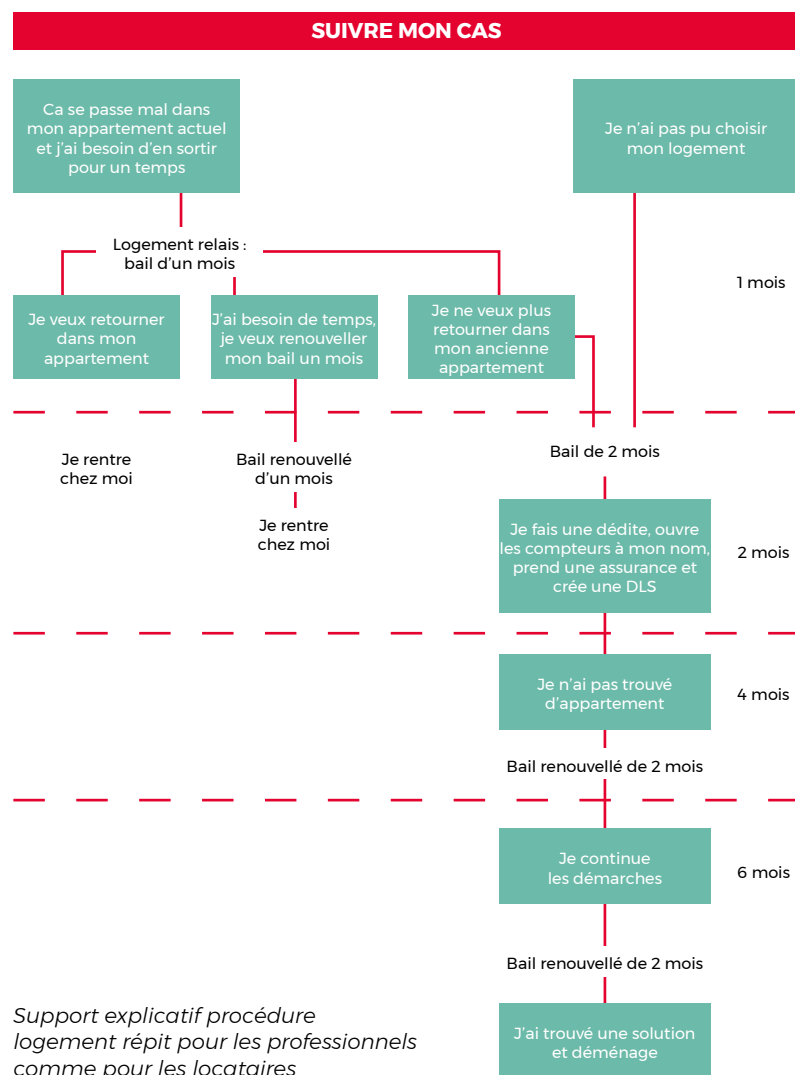 SUIVRE MON CAS
Ca se passe mal dans
mon appartement actuel
et j'ai besoin d'en sortir
pour un temps
Je n'ai pas pu choisir
mon logement
Logement relais :
bail d'un mois
1 mois
Je veux retourner
dans mon
appartement
J'ai besoin de temps,
je veux renouveller
mon bail un mois
Je ne veux plus
retourner dans
mon ancienne
appartement
Je rentre
chez moi
Bail renouvellé
d'un mois
Je rentre
chez moi
Bail de 2 mois
Je fais une dédite, ouvre
les compteurs à mon nom,
prend une assurance et
crée une DLS
2 mois
Je n'ai pas trouvé
d'appartement
4 mois
Bail renouvellé de 2 mois
Je continue
les démarches
6 mois
Bail renouvellé de 2 mois
J'ai trouvé une solution
et déménage
Support explicatif procédure
logement répit pour les professionnels
comme pour les locataires